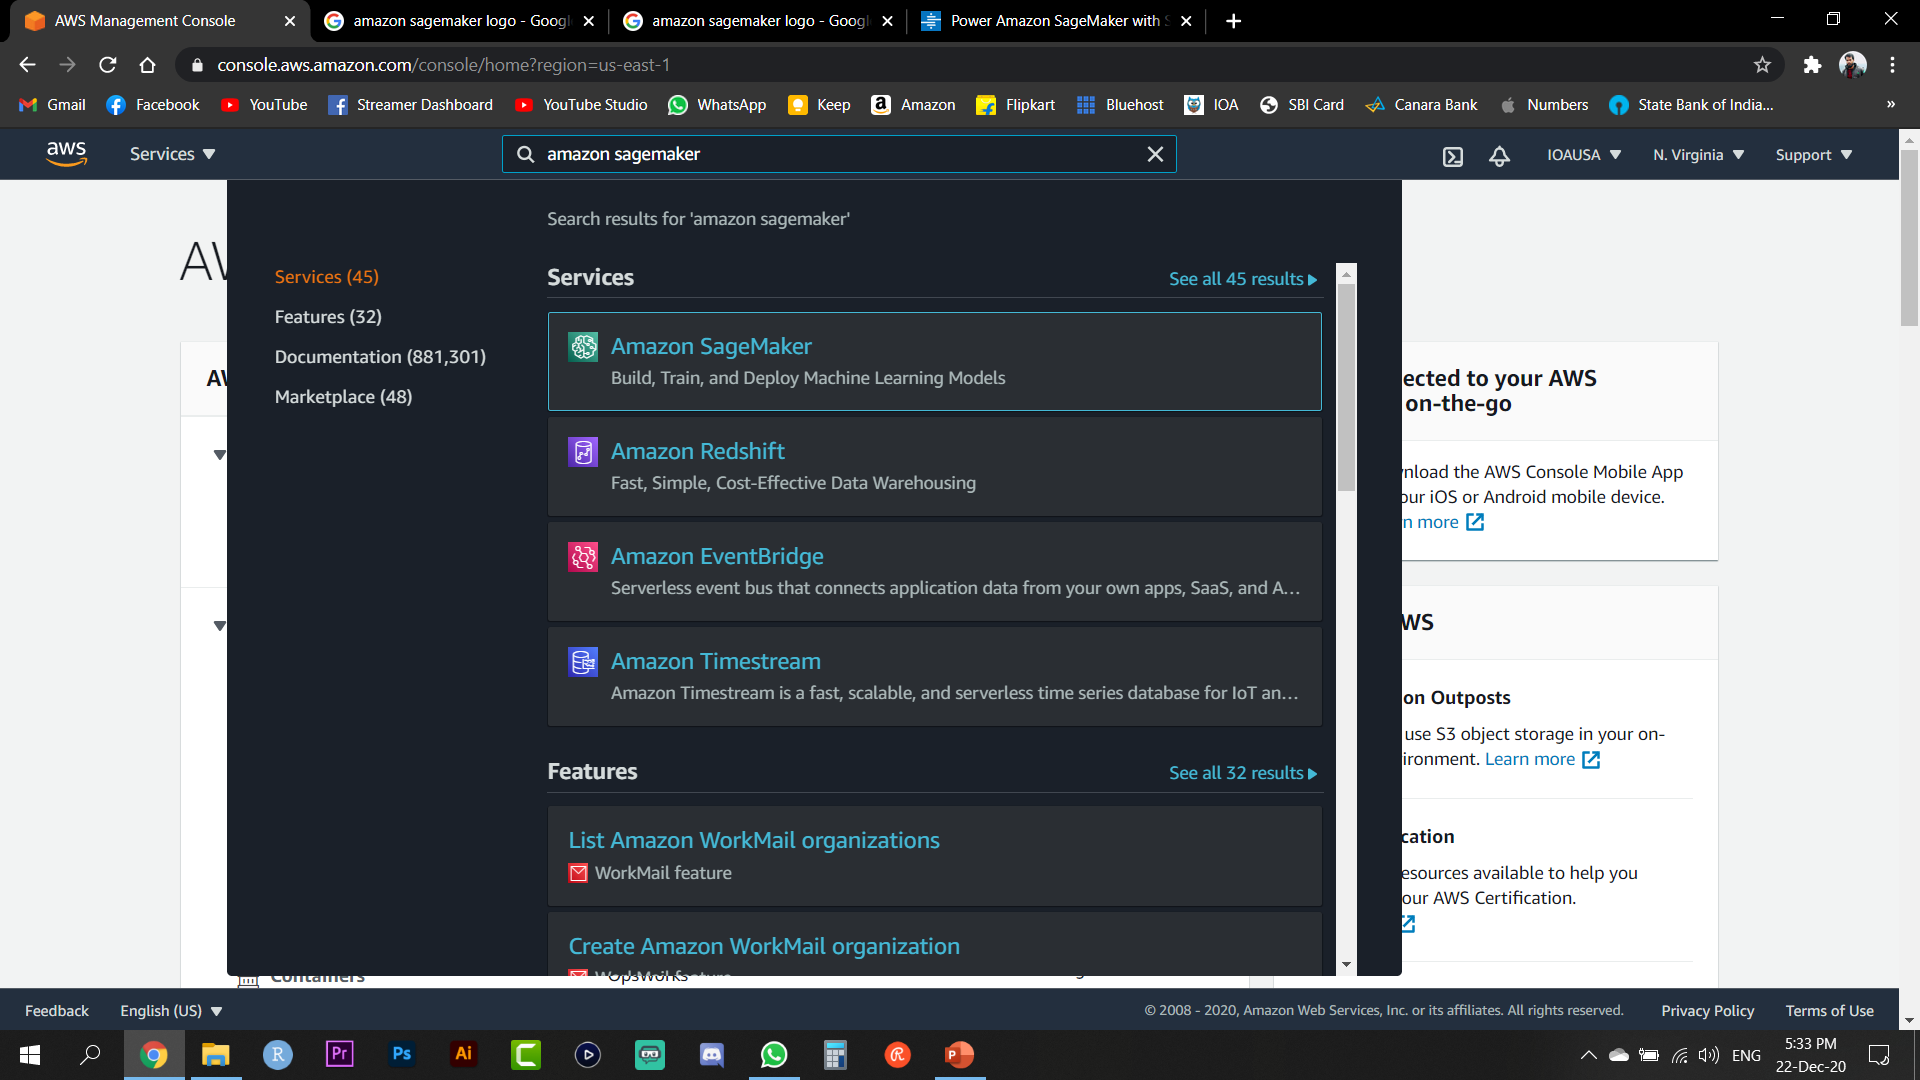 AWS Management Console
amazon sagemaker logo - Googl
amazon sagemaker logo - Googl
Power Amazon SageMaker with S
console.aws.amazon.com/console/home?region=us-east-1
Gmail
Facebook
YouTube
Streamer Dashboard
YouTube Studio
WhatsApp
Keep
Amazon
Flipkart
Bluehost
IOA
SBI Card
Canara Bank
Numbers
State Bank of India...
»
aws
Services
amazon sagemaker
IOAUSA
N. Virginia
Support
Search results for 'amazon sagemaker'
Services (45)
Features (32)
Documentation (881,301)
Marketplace (48)
Services
See all 45 results
Amazon SageMaker
Build, Train, and Deploy Machine Learning Models
Amazon Redshift
Fast, Simple, Cost-Effective Data Warehousing
Amazon EventBridge
Serverless event bus that connects application data from your own apps, SaaS, and A...
Amazon Timestream
Amazon Timestream is a fast, scalable, and serverless time series database for IoT an...
Features
See all 32 results
List Amazon WorkMail organizations
WorkMail feature
Create Amazon WorkMail organization
WorkMail feature
AW
AW
ected to your AWS
on-the-go
nload the AWS Console Mobile App
our iOS or Android mobile device.
n more
WS
on Outposts
use S3 object storage in your on-
ironment. Learn more
cation
esources available to help you
our AWS Certification.
Containers
OpsWorks
Feedback
English (US)
© 2008 - 2020, Amazon Web Services, Inc. or its affiliates. All rights reserved.
Privacy Policy
Terms of Use
R
Pr
Ps
Ai
C
P
ENG
5:33 PM
22-Dec-20